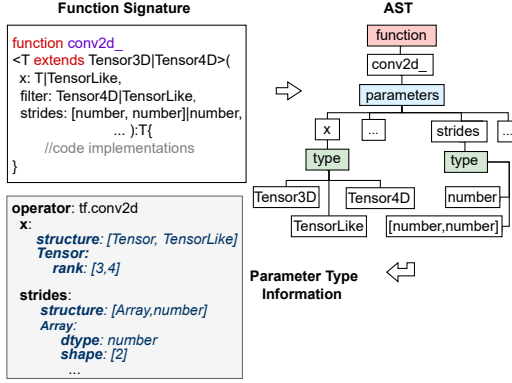 Function Signature
function conv2d_
<T extends Tensor3D|Tensor4D>(
x: T|TensorLike,
filter: Tensor4D|TensorLike,
strides: [number, number]|number,
... ):T{
//code implementations
}
AST
function
conv2d_
parameters
x
...
strides
...
type
type
Tensor3D
Tensor4D
number
TensorLike
[number,number]
Parameter Type
Information
operator: tf.conv2d
x:
structure: [Tensor, TensorLike]
Tensor:
rank: [3,4]
strides:
structure: [Array,number]
Array:
dtype: number
shape: [2]
...